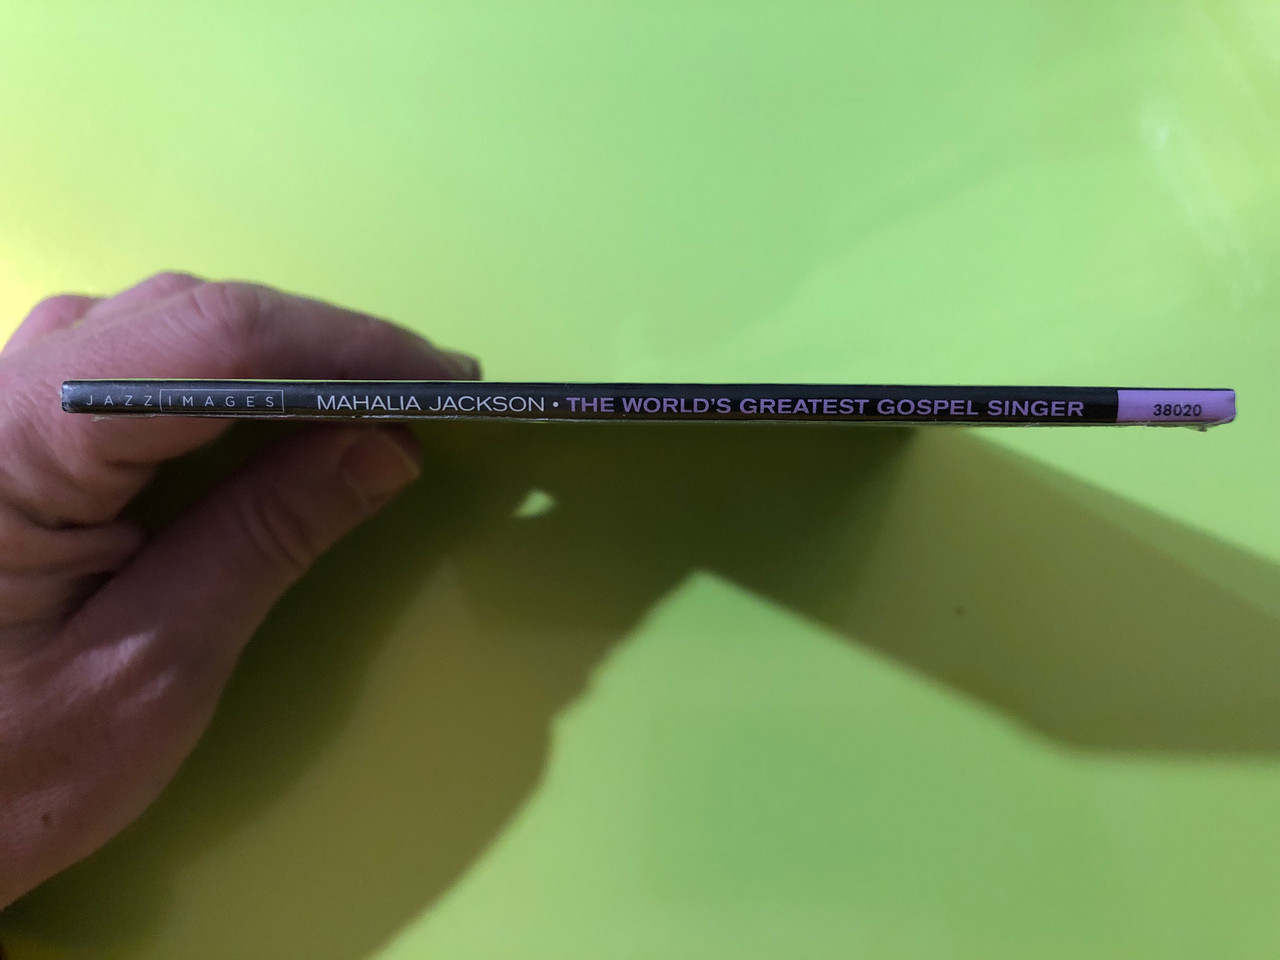 JAZZ IMAGES MAHALIA JACKSON • THE WORLD'S GREATEST GOSPEL SINGER 38020